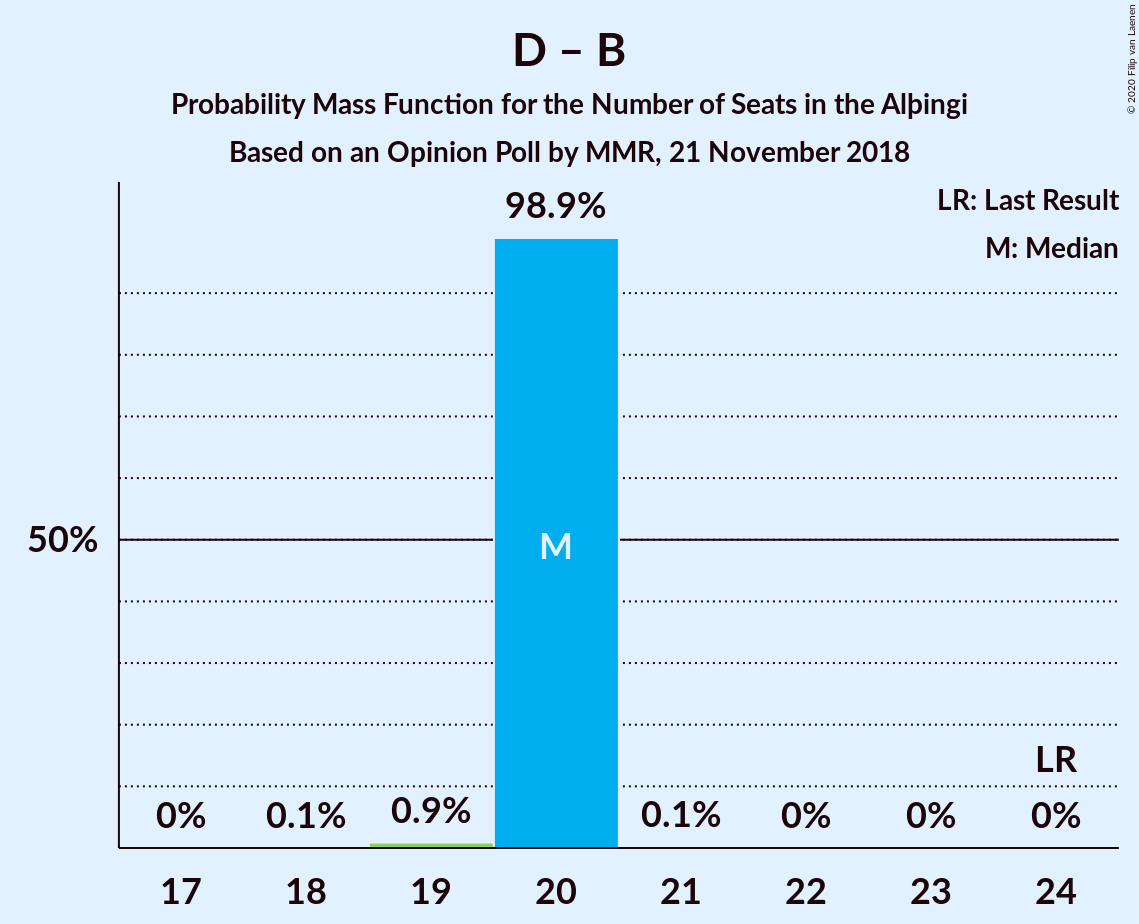 D – B
Probability Mass Function for the Number of Seats in the Alþingi
Based on an Opinion Poll by MMR, 21 November 2018
© 2020 Filip van Laenen
LR: Last Result
M: Median
98.9%
50%
M
LR
0% 0.1% 0.9% 0.1% 0% 0% 0%
17 18 19 20 21 22 23 24